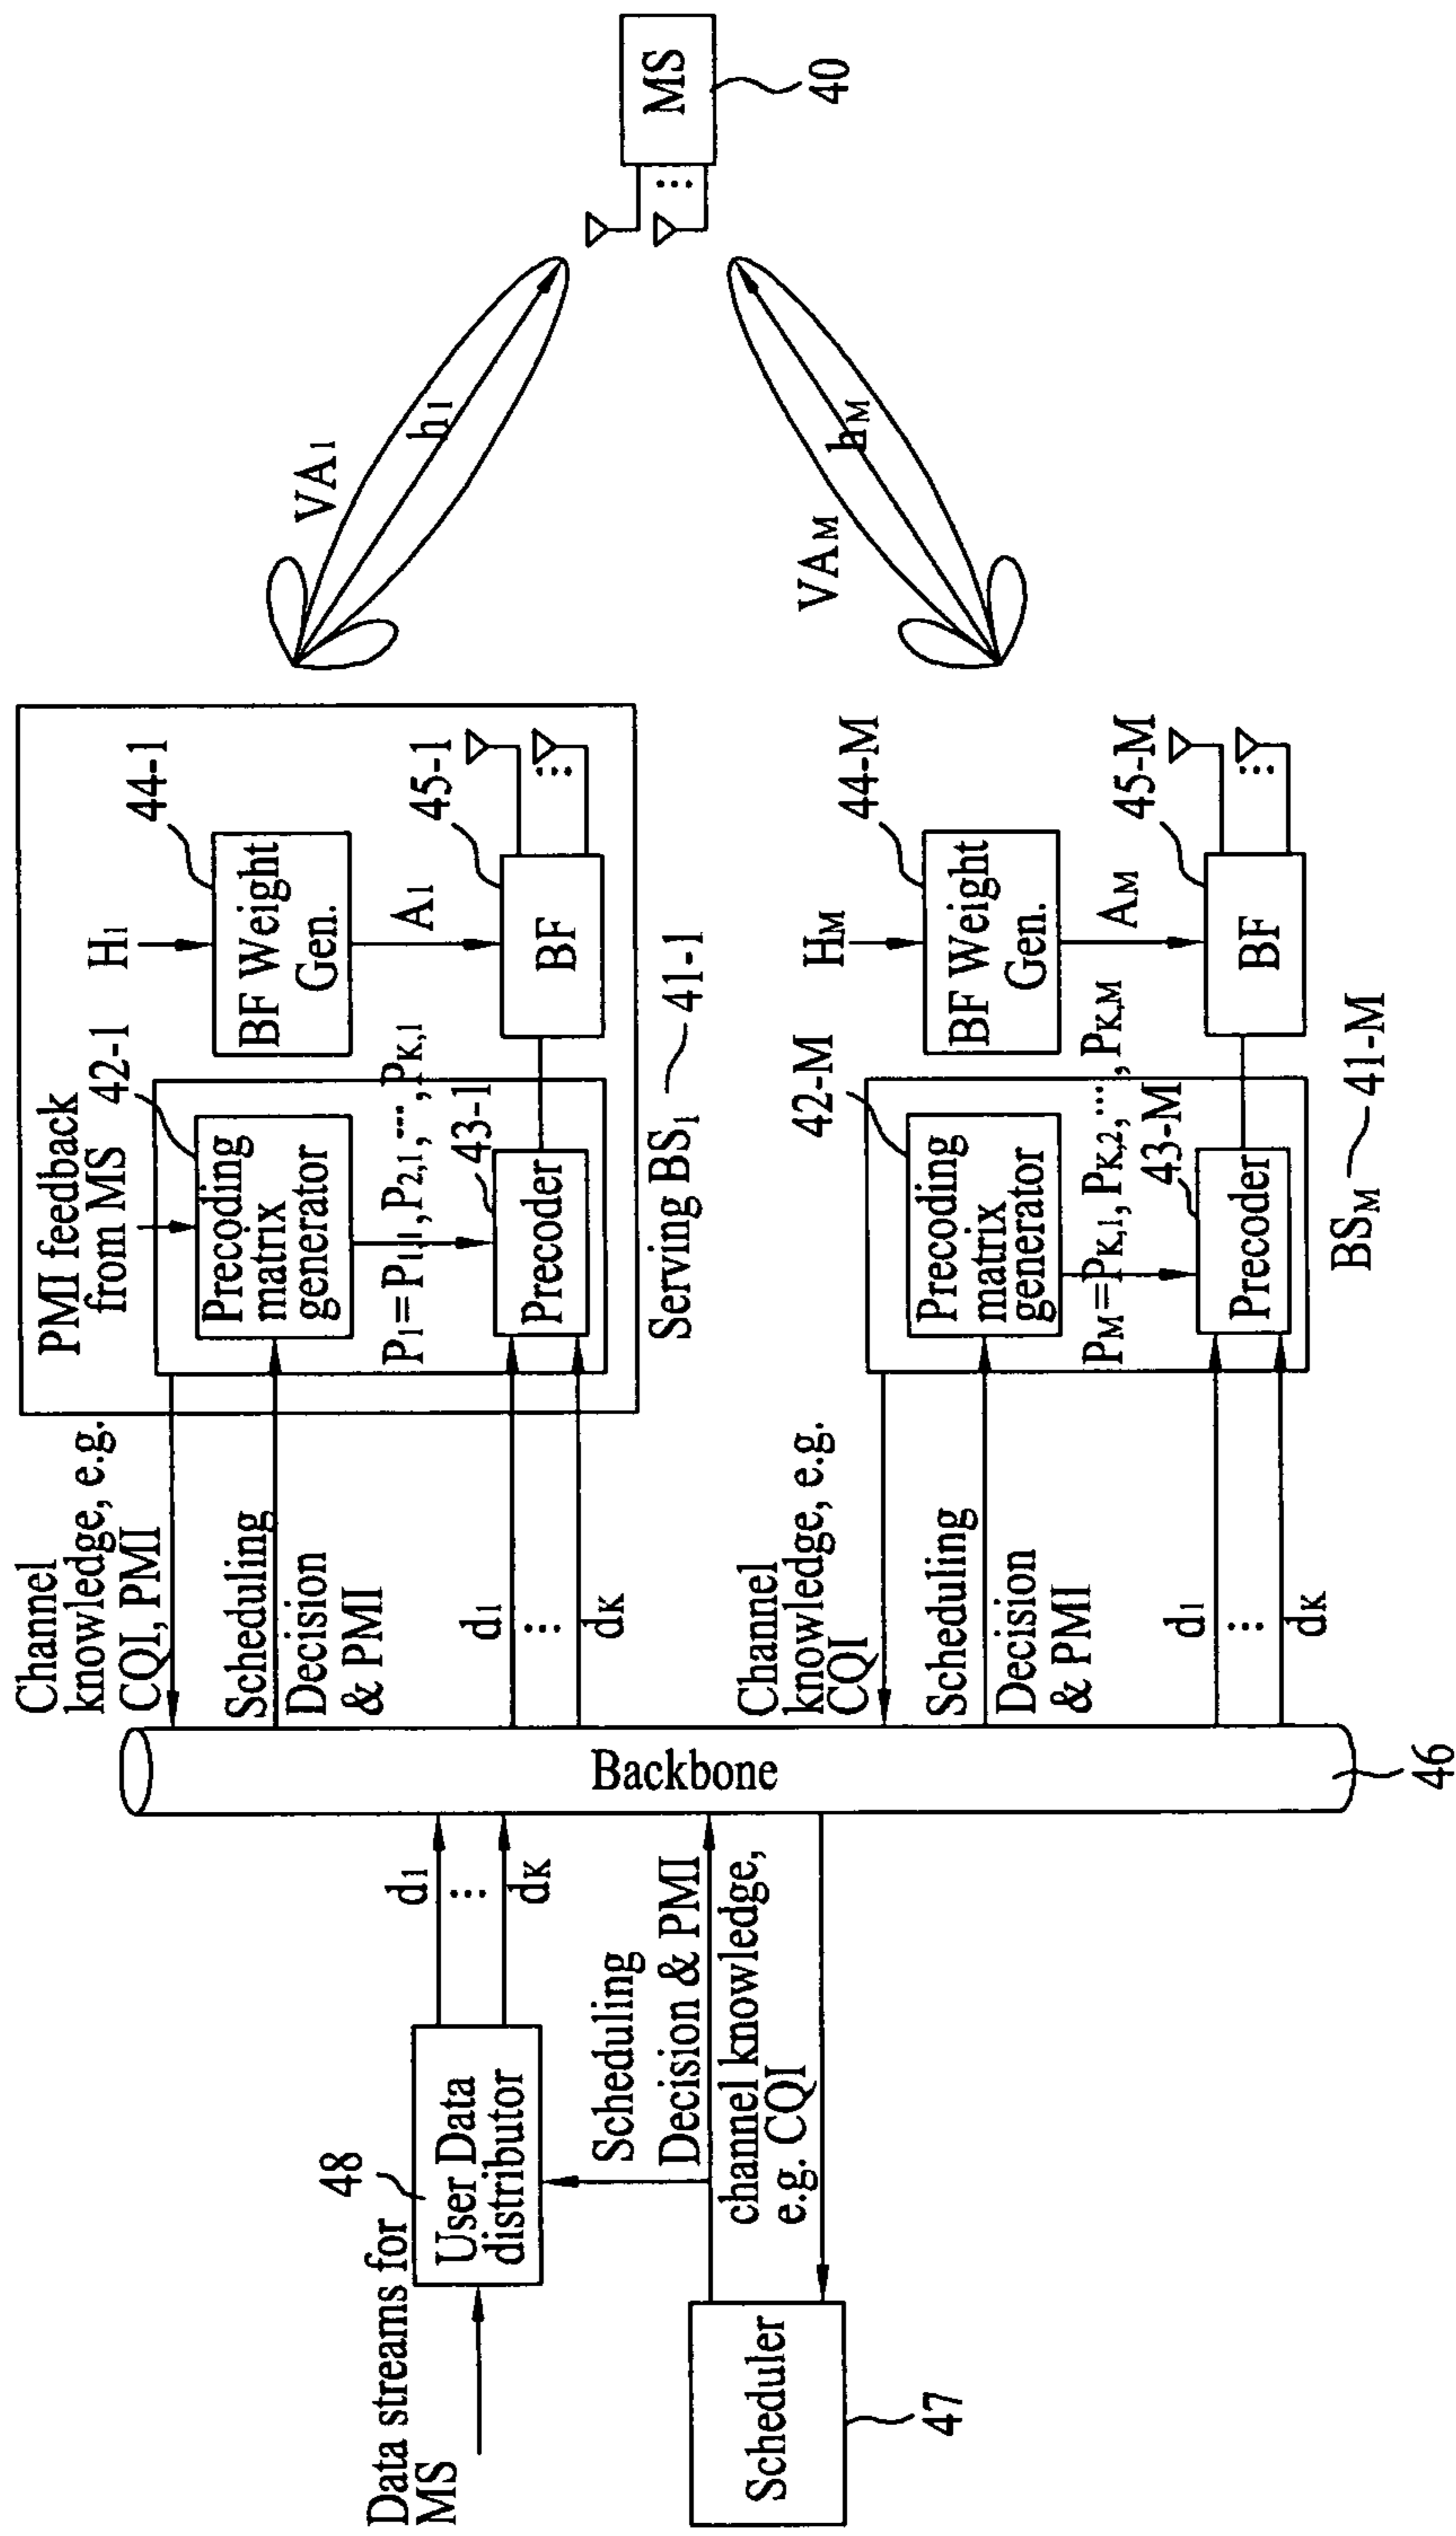 Data streams for
MS
48
User Data
distributor
d1
⋮
dK
Scheduler
47
Scheduling
Decision & PMI
channel knowledge,
e.g. CQI
Backbone
46
Channel
knowledge, e.g.
CQI, PMI
Scheduling
Decision
& PMI
d1
⋮
dK
PMI feedback
from MS
42-1
Precoding
matrix
generator
P1=P1,1,P2,1,⋯,PK,1
43-1
Precoder
H1
44-1
BF Weight
Gen.
A1
45-1
BF
⋮
Serving BS1
41-1
Channel
knowledge, e.g.
CQI
Scheduling
Decision
& PMI
d1
⋮
dK
42-M
Precoding
matrix
generator
PM=PK,1,PK,2,⋯,PK,M
43-M
Precoder
HM
44-M
BF Weight
Gen.
AM
45-M
BF
⋮
BSM
41-M
VA1
h1
VAM
hM
MS
⋮
40